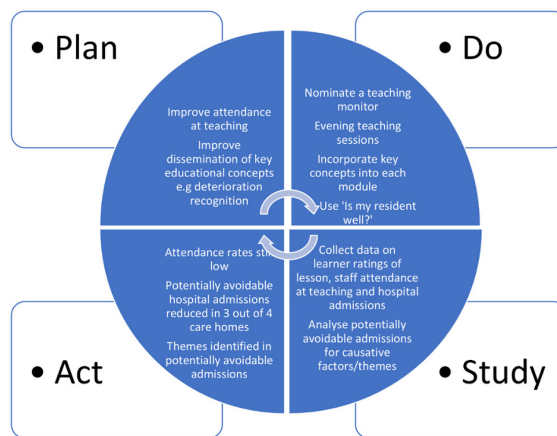 • Plan
• Do
Improve attendance
at teaching
Improve
dissemination of key
educational concepts
e.g deterioration
recognition
Nominate a teaching
monitor
Evening teaching
sessions
Incorporate key
concepts into each
module
Use 'Is my resident
well?'
Attendance rates still
low
Potentially avoidable
hospital admissions
reduced in 3 out of 4
care homes
Themes identified in
potentially avoidable
admissions
Collect data on
learner ratings of
lesson, staff attendance
at teaching and hospital
admissions
Analyse potentially
avoidable admissions
for causative
factors/themes
• Act
• Study